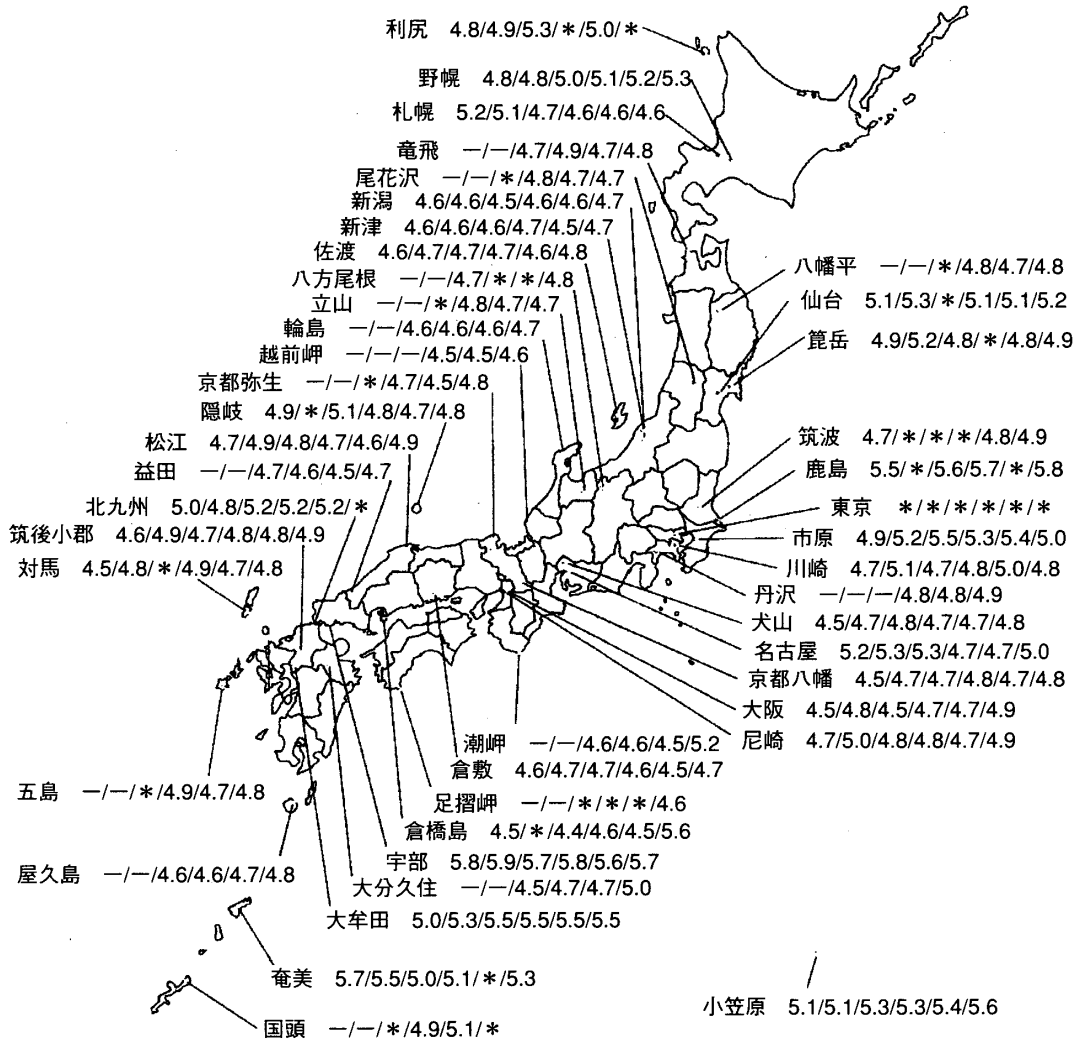 利尻 4.8/4.9/5.3/*/5.0/*
野幌 4.8/4.8/5.0/5.1/5.2/5.3
札幌 5.2/5.1/4.7/4.6/4.6/4.6
竜飛 ー/ー/4.7/4.9/4.7/4.8
尾花沢 ー/ー/*/4.8/4.7/4.7
新潟 4.6/4.6/4.5/4.6/4.6/4.7
新津 4.6/4.6/4.6/4.7/4.5/4.7
佐渡 4.6/4.7/4.7/4.7/4.6/4.8
八方尾根 ー/ー/4.7/*/*/4.8
立山 ー/ー/*/4.8/4.7/4.7
輪島 ー/ー/4.6/4.6/4.6/4.7
越前岬 ー/ー/ー/4.5/4.5/4.6
京都弥生 ー/ー/*/4.7/4.5/4.8
隠岐 4.9/*/5.1/4.8/4.7/4.8
松江 4.7/4.9/4.8/4.7/4.6/4.9
益田 ー/ー/4.7/4.6/4.5/4.7
北九州 5.0/4.8/5.2/5.2/5.2/*
筑後小郡 4.6/4.9/4.7/4.8/4.8/4.9
対馬 4.5/4.8/*/4.9/4.7/4.8
八幡平 ー/ー/*/4.8/4.7/4.8
仙台 5.1/5.3/*/5.1/5.1/5.2
箟岳 4.9/5.2/4.8/*/4.8/4.9
筑波 4.7/*/*/*/4.8/4.9
鹿島 5.5/*/5.6/5.7/*/5.8
東京 */*/*/*/*/*
市原 4.9/5.2/5.5/5.3/5.4/5.0
川崎 4.7/5.1/4.7/4.8/5.0/4.8
丹沢 ー/ー/ー/4.8/4.8/4.9
犬山 4.5/4.7/4.8/4.7/4.7/4.8
名古屋 5.2/5.3/5.3/4.7/4.7/5.0
京都八幡 4.5/4.7/4.7/4.8/4.7/4.8
大阪 4.5/4.8/4.5/4.7/4.7/4.9
尼崎 4.7/5.0/4.8/4.8/4.7/4.9
潮岬 ー/ー/4.6/4.6/4.5/5.2
倉敷 4.6/4.7/4.7/4.6/4.5/4.7
足摺岬 ー/ー/*/*/*/4.6
倉橋島 4.5/*/4.4/4.6/4.5/5.6
宇部 5.8/5.9/5.7/5.8/5.6/5.7
大分久住 ー/ー/4.5/4.7/4.7/5.0
大牟田 5.0/5.3/5.5/5.5/5.5/5.5
五島 ー/ー/*/4.9/4.7/4.8
屋久島 ー/ー/4.6/4.6/4.7/4.8
奄美 5.7/5.5/5.0/5.1/*/5.3
国頭 ー/ー/*/4.9/5.1/*
小笠原 5.1/5.1/5.3/5.3/5.4/5.6